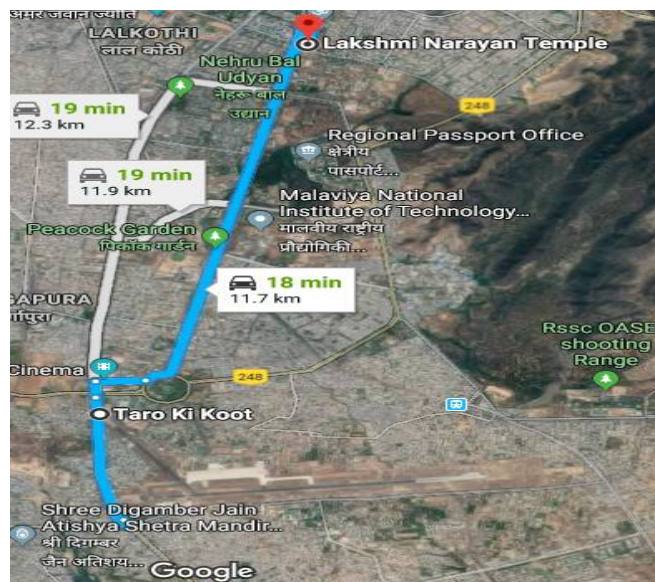 अमर जवान ज्योति
LALKOTHI
लाल कोठी
Lakshmi Narayan Temple
Nehru Bal
Udyan
नेहरू बाल
उद्यान
19 min
12.3 km
248
Regional Passport Office
क्षेत्रीय
पासपोर्ट...
19 min
11.9 km
Malaviya National
Institute of Technology...
मालवीय राष्ट्रीय
प्रौद्योगिकी...
Peacock Garden
पिकॉक गार्डन
18 min
11.7 km
GAPURA
र्गापुरा
Rssc OASE
shooting
Range
Cinema
248
Taro Ki Koot
Shree Digamber Jain
Atishya Shetra Mandir...
श्री दिगम्बर
जैन अतिशय...
Google